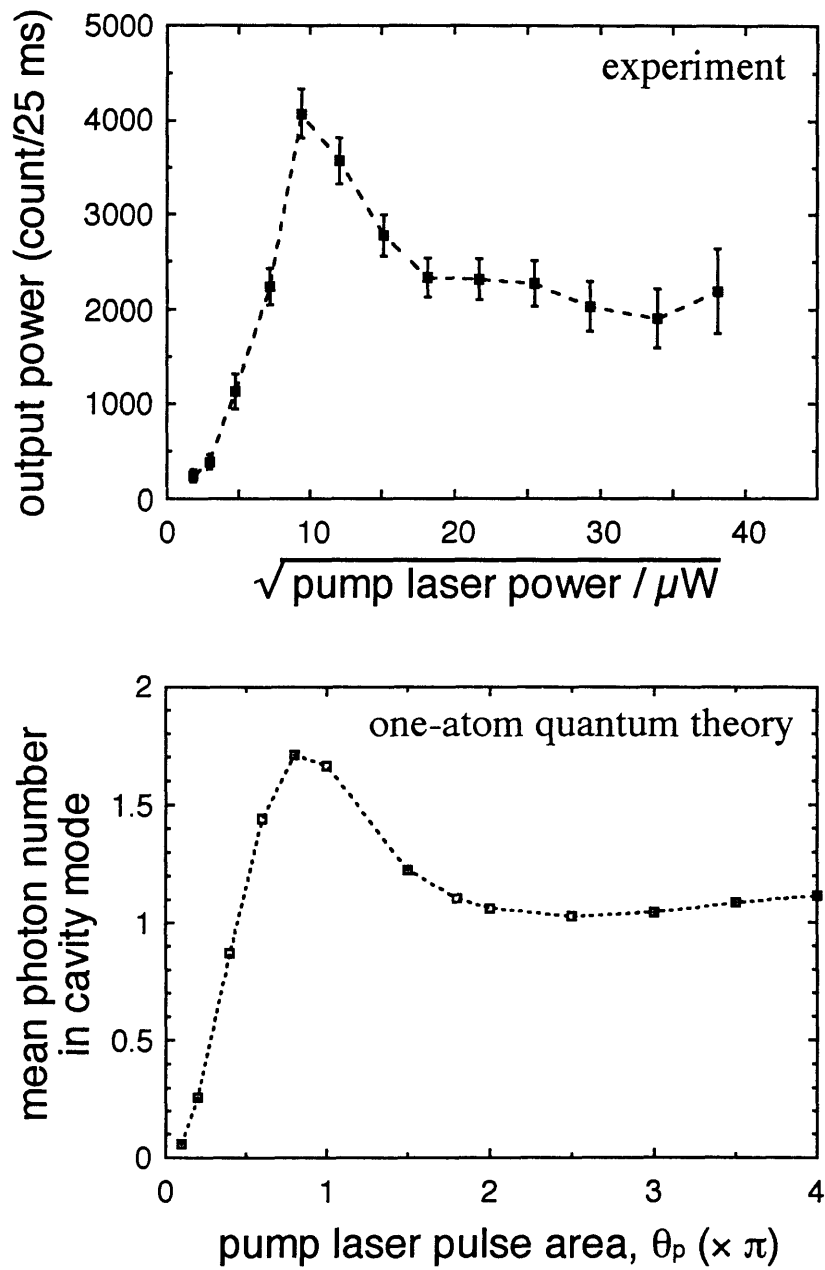 5000
4000
3000
2000
1000
0
output power (count/25 ms)
experiment
0 10 20 30 40
√pump laser power / μW
2
1.5
1
0.5
0
mean photon number
in cavity mode
one-atom quantum theory
0 1 2 3 4
pump laser pulse area, θp (× π)